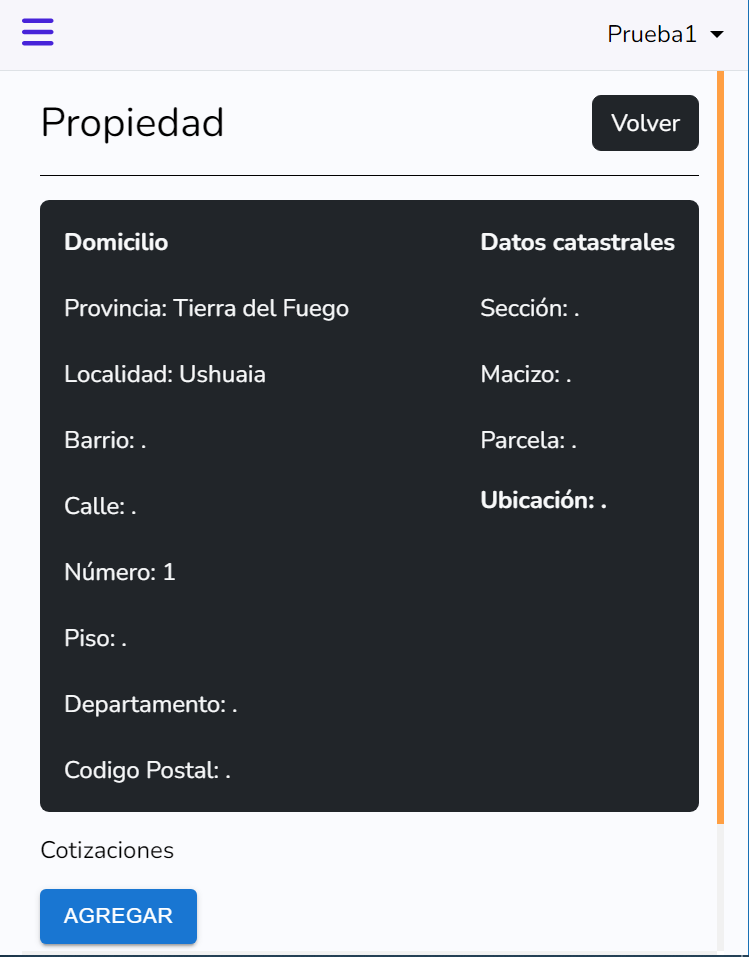 Prueba1
Propiedad
Volver
Domicilio
Provincia: Tierra del Fuego
Localidad: Ushuaia
Barrio: .
Calle: .
Número: 1
Piso: .
Departamento: .
Codigo Postal: .
Datos catastrales
Sección: .
Macizo: .
Parcela: .
Ubicación: .
Cotizaciones
AGREGAR